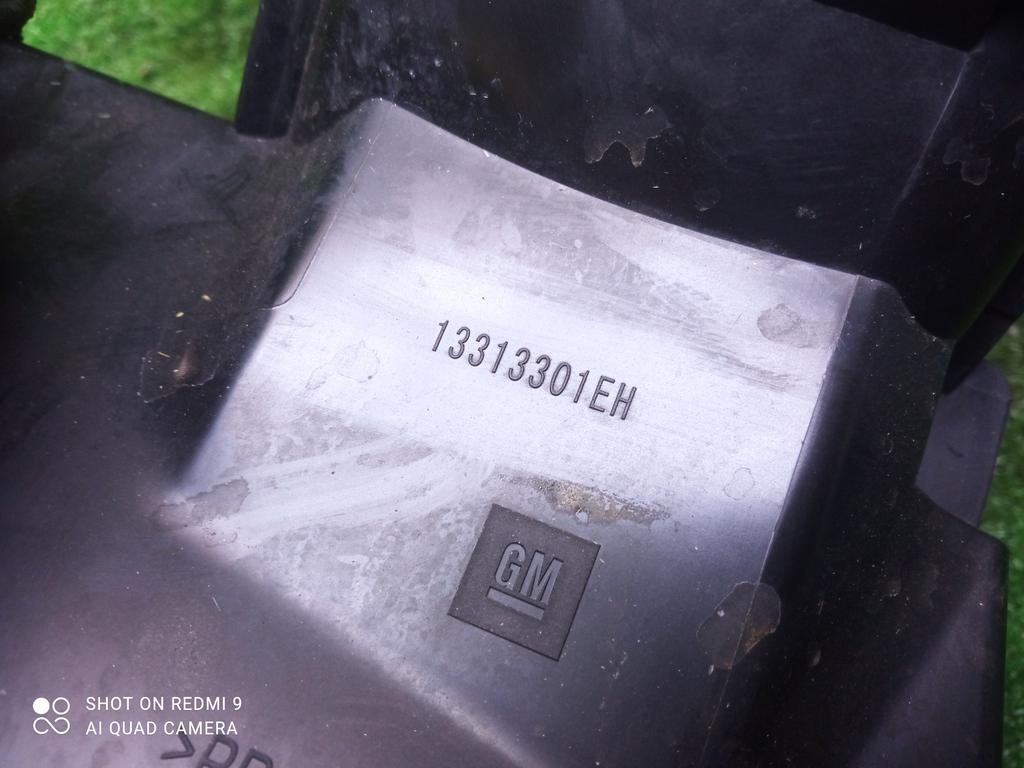 13313301EH
GM
SHOT ON REDMI 9
AI QUAD CAMERA